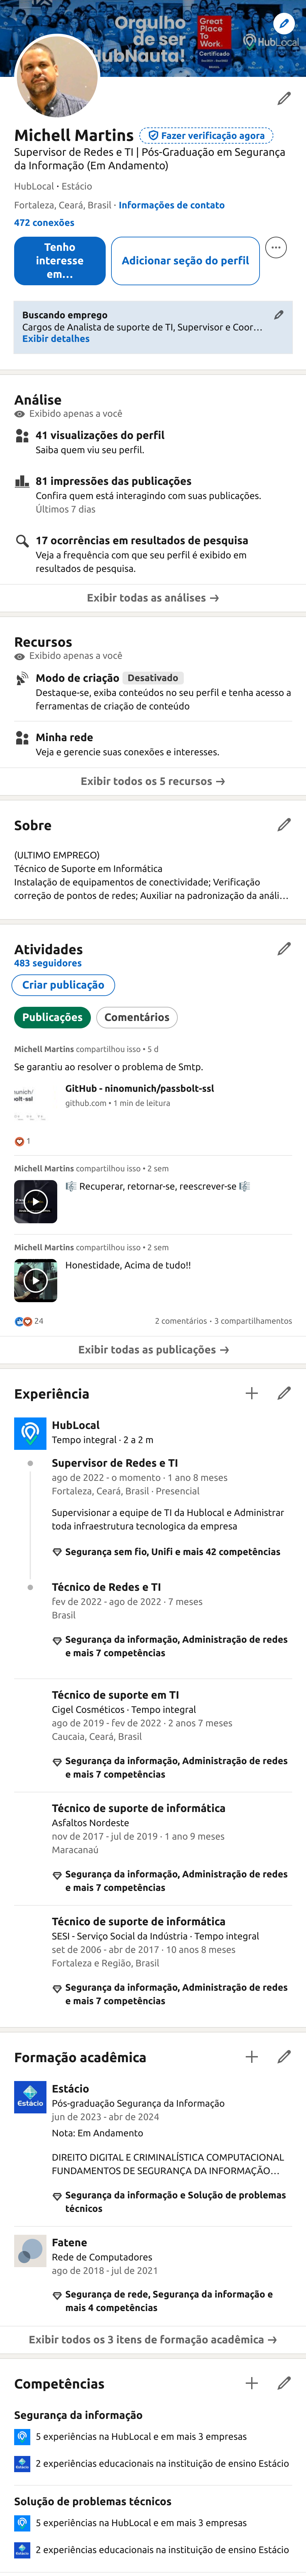 Orgulho
de ser
HubNauta!
Great
Place
To
Work.
Certificado
HubLocal
Michell Martins
Fazer verificação agora
Supervisor de Redes e TI | Pós-Graduação em Segurança
da Informação (Em Andamento)
HubLocal • Estácio
Fortaleza, Ceará, Brasil · Informações de contato
472 conexões
Tenho
interesse
em…
Adicionar seção do perfil
Buscando emprego
Cargos de Analista de suporte de TI, Supervisor e Coor…
Exibir detalhes
Análise
Exibido apenas a você
41 visualizações do perfil
Saiba quem viu seu perfil.
81 impressões das publicações
Confira quem está interagindo com suas publicações.
Últimos 7 dias
17 ocorrências em resultados de pesquisa
Veja a frequência com que seu perfil é exibido em
resultados de pesquisa.
Exibir todas as análises →
Recursos
Exibido apenas a você
Modo de criação Desativado
Destaque-se, exiba conteúdos no seu perfil e tenha acesso a
ferramentas de criação de conteúdo
Minha rede
Veja e gerencie suas conexões e interesses.
Exibir todos os 5 recursos →
Sobre
(ULTIMO EMPREGO)
Técnico de Suporte em Informática
Instalação de equipamentos de conectividade; Verificação
correção de pontos de redes; Auxiliar na padronização da análi…
Atividades
483 seguidores
Criar publicação
Publicações
Comentários
Michell Martins compartilhou isso • 5 d
Se garantiu ao resolver o problema de Smtp.
GitHub - ninomunich/passbolt-ssl
github.com • 1 min de leitura
1
Michell Martins compartilhou isso • 2 sem
🎼 Recuperar, retornar-se, reescrever-se 🎼
Michell Martins compartilhou isso • 2 sem
Honestidade, Acima de tudo!!
24
2 comentários • 3 compartilhamentos
Exibir todas as publicações →
Experiência
HubLocal
Tempo integral · 2 a 2 m
Supervisor de Redes e TI
ago de 2022 - o momento · 1 ano 8 meses
Fortaleza, Ceará, Brasil · Presencial
Supervisionar a equipe de TI da Hublocal e Administrar
toda infraestrutura tecnologica da empresa
Segurança sem fio, Unifi e mais 42 competências
Técnico de Redes e TI
fev de 2022 - ago de 2022 · 7 meses
Brasil
Segurança da informação, Administração de redes
e mais 7 competências
Técnico de suporte em TI
Cigel Cosméticos · Tempo integral
ago de 2019 - fev de 2022 · 2 anos 7 meses
Caucaia, Ceará, Brasil
Segurança da informação, Administração de redes
e mais 7 competências
Técnico de suporte de informática
Asfaltos Nordeste
nov de 2017 - jul de 2019 · 1 ano 9 meses
Maracanaú
Segurança da informação, Administração de redes
e mais 7 competências
Técnico de suporte de informática
SESI - Serviço Social da Indústria · Tempo integral
set de 2006 - abr de 2017 · 10 anos 8 meses
Fortaleza e Região, Brasil
Segurança da informação, Administração de redes
e mais 7 competências
Formação acadêmica
Estácio
Estácio
Pós-graduação Segurança da Informação
jun de 2023 - abr de 2024
Nota: Em Andamento
DIREITO DIGITAL E CRIMINALÍSTICA COMPUTACIONAL
FUNDAMENTOS DE SEGURANÇA DA INFORMAÇÃO…
Segurança da informação e Solução de problemas
técnicos
Fatene
Rede de Computadores
ago de 2018 - jul de 2021
Segurança de rede, Segurança da informação e
mais 4 competências
Exibir todos os 3 itens de formação acadêmica →
Competências
Segurança da informação
5 experiências na HubLocal e em mais 3 empresas
2 experiências educacionais na instituição de ensino Estácio
Solução de problemas técnicos
5 experiências na HubLocal e em mais 3 empresas
2 experiências educacionais na instituição de ensino Estácio